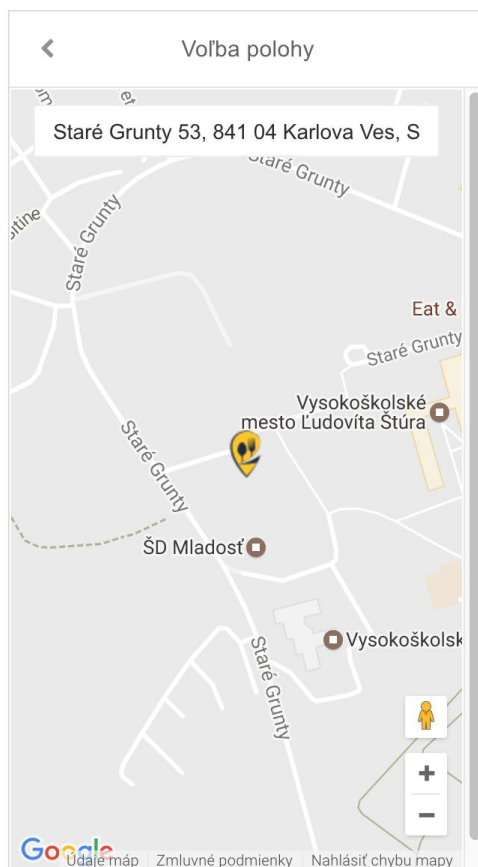 Voľba polohy
Staré Grunty 53, 841 04 Karlova Ves, S
Staré Grunty
Staré Grunty
Eat &
Staré Grunty
Vysokoškolské
mesto Ľudovíta Štúra
Staré Grunty
ŠD Mladosť
Vysokoškolsk
Staré Grunty
+
−
Google
Údaje máp
Zmluvné podmienky
Nahlásiť chybu mapy